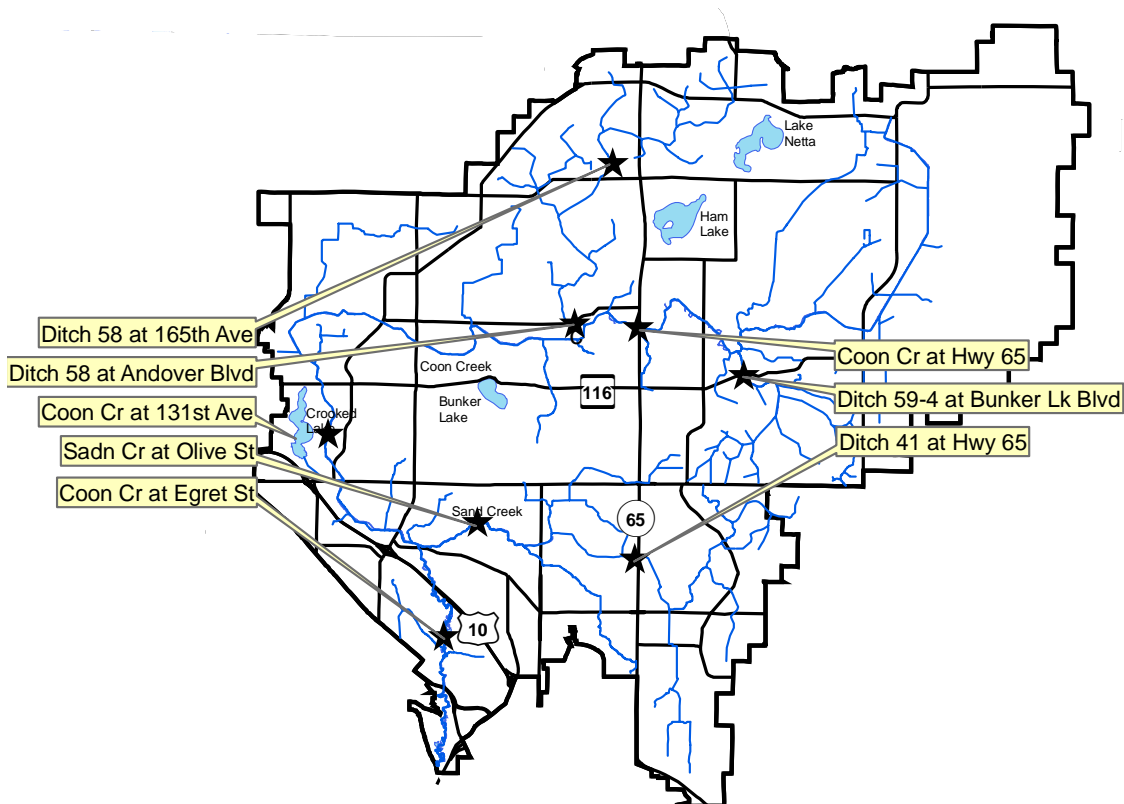 Lake
Netta
Ham
Lake
Ditch 58 at 165th Ave
Coon Cr at Hwy 65
Ditch 58 at Andover Blvd
Coon Creek
116
Bunker
Lake
Ditch 59-4 at Bunker Lk Blvd
Coon Cr at 131st Ave
Crooked
Lake
Ditch 41 at Hwy 65
Sadn Cr at Olive St
Coon Cr at Egret St
Sand Creek
65
10